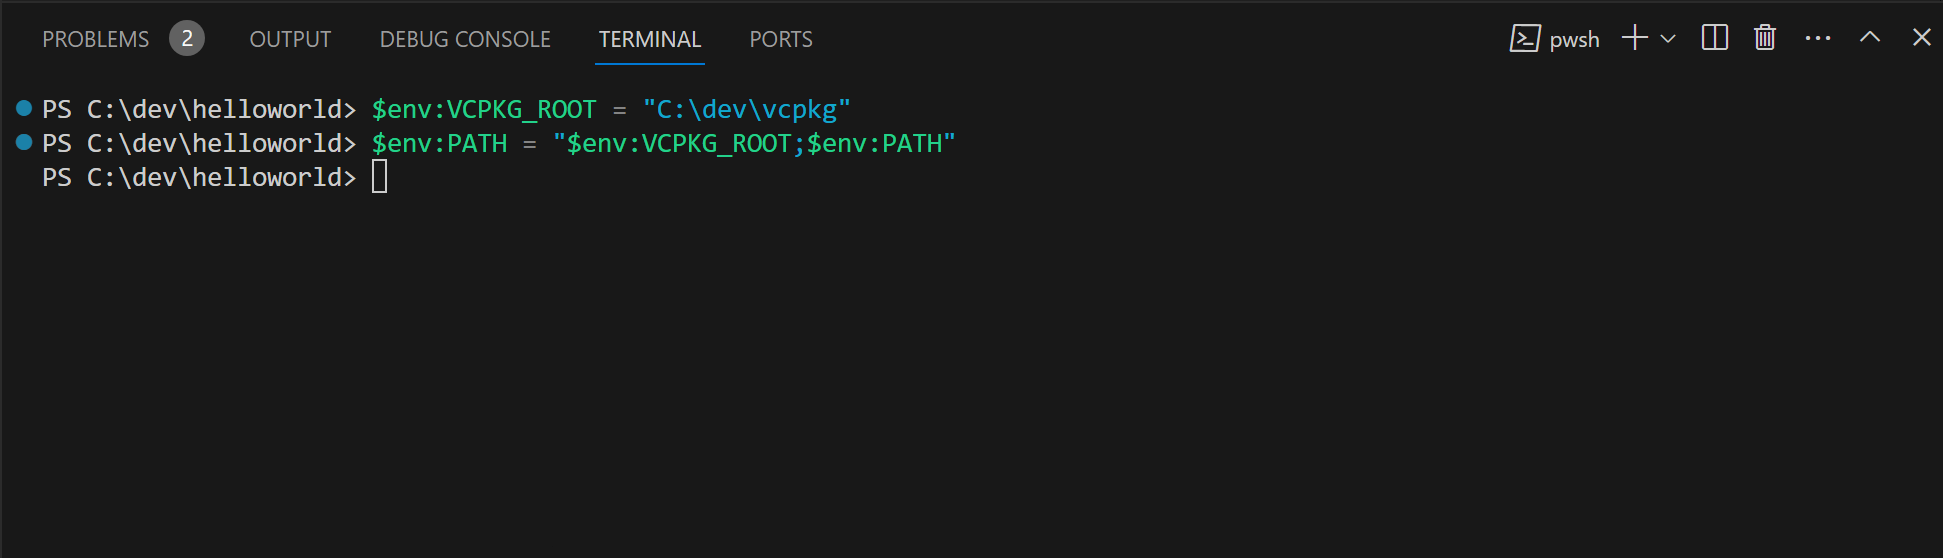 PROBLEMS 2 OUTPUT DEBUG CONSOLE TERMINAL PORTS pwsh
PS C:\dev\helloworld> $env:VCPKG_ROOT = "C:\dev\vcpkg"
PS C:\dev\helloworld> $env:PATH = "$env:VCPKG_ROOT;$env:PATH"
PS C:\dev\helloworld>